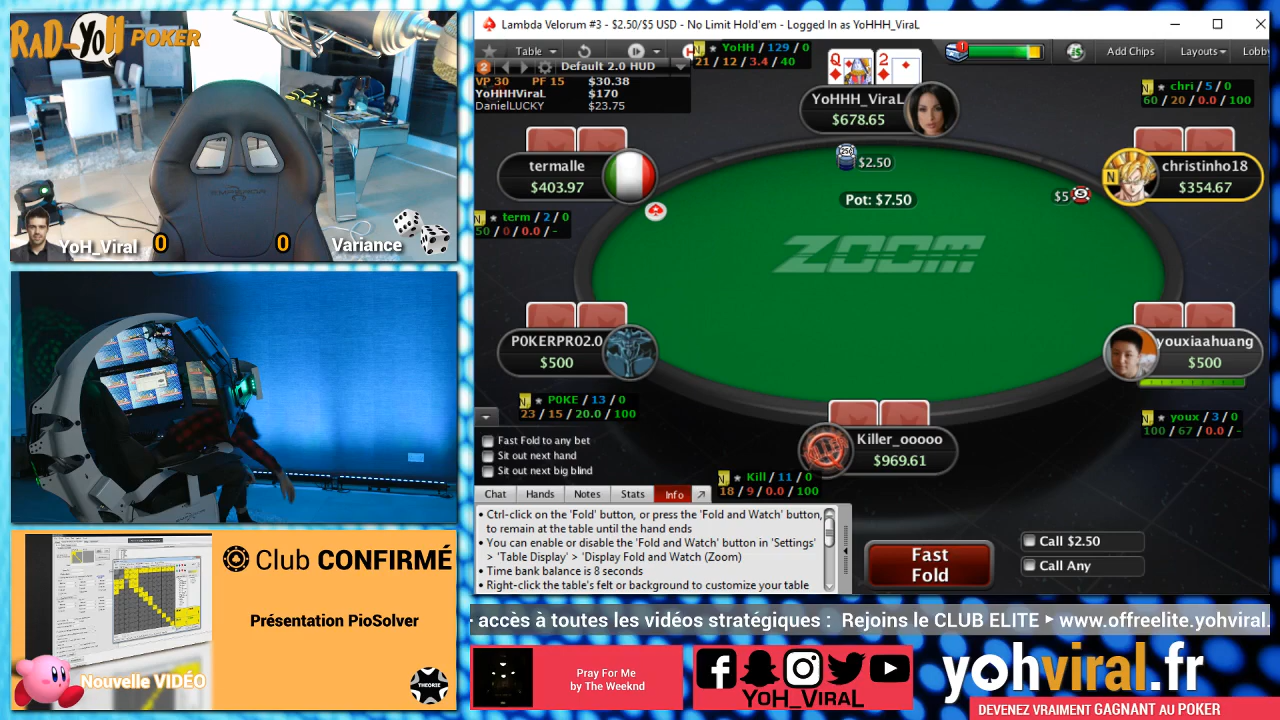 RaD-YoH POKER
YoH_Viral 0
0 Variance
Club CONFIRMÉ
Présentation PioSolver
Nouvelle VIDÉO
THEORIE
Lambda Velorum #3 - $2.50/$5 USD - No Limit Hold'em - Logged In as YoHHH_ViraL
Table
Add Chips
Layouts
Lobb
1
2 Default 2.0 HUD
VP 30 PF 15 $30.38
YoHHHViraL $170
DanielLUCKY $23.75
YoHH / 129 / 0
21 / 12 / 3.4 / 40
Q 2
YoHHH_ViraL
$678.65
N chri / 5 / 0
60 / 20 / 0.0 / 100
termalle
$403.97
$2.50
Pot: $7.50
$5
N christinho18
$354.67
N term / 2 / 0
50 / 0 / 0.0 / -
ZOOM
P0KERPR02.0
$500
youxiaahuang
$500
N P0KE / 13 / 0
23 / 15 / 20.0 / 100
N youx / 3 / 0
100 / 67 / 0.0 / -
Killer_ooooo
$969.61
N Kill / 11 / 0
18 / 9 / 0.0 / 100
Fast Fold to any bet
Sit out next hand
Sit out next big blind
Chat Hands Notes Stats Info
• Ctrl-click on the 'Fold' button, or press the 'Fold and Watch' button,
to remain at the table until the hand ends
• You can enable or disable the 'Fold and Watch' button in 'Settings'
> 'Table Display' > 'Display Fold and Watch (Zoom)
• Time bank balance is 8 seconds
• Right-click the table's felt or background to customize your table
Fast
Fold
Call $2.50
Call Any
accès à toutes les vidéos stratégiques : Rejoins le CLUB ELITE ‣ www.offreelite.yohviral.
Pray For Me
by The Weeknd
YoH_ViraL
yohviral.fr
DEVENEZ VRAIMENT GAGNANT AU POKER